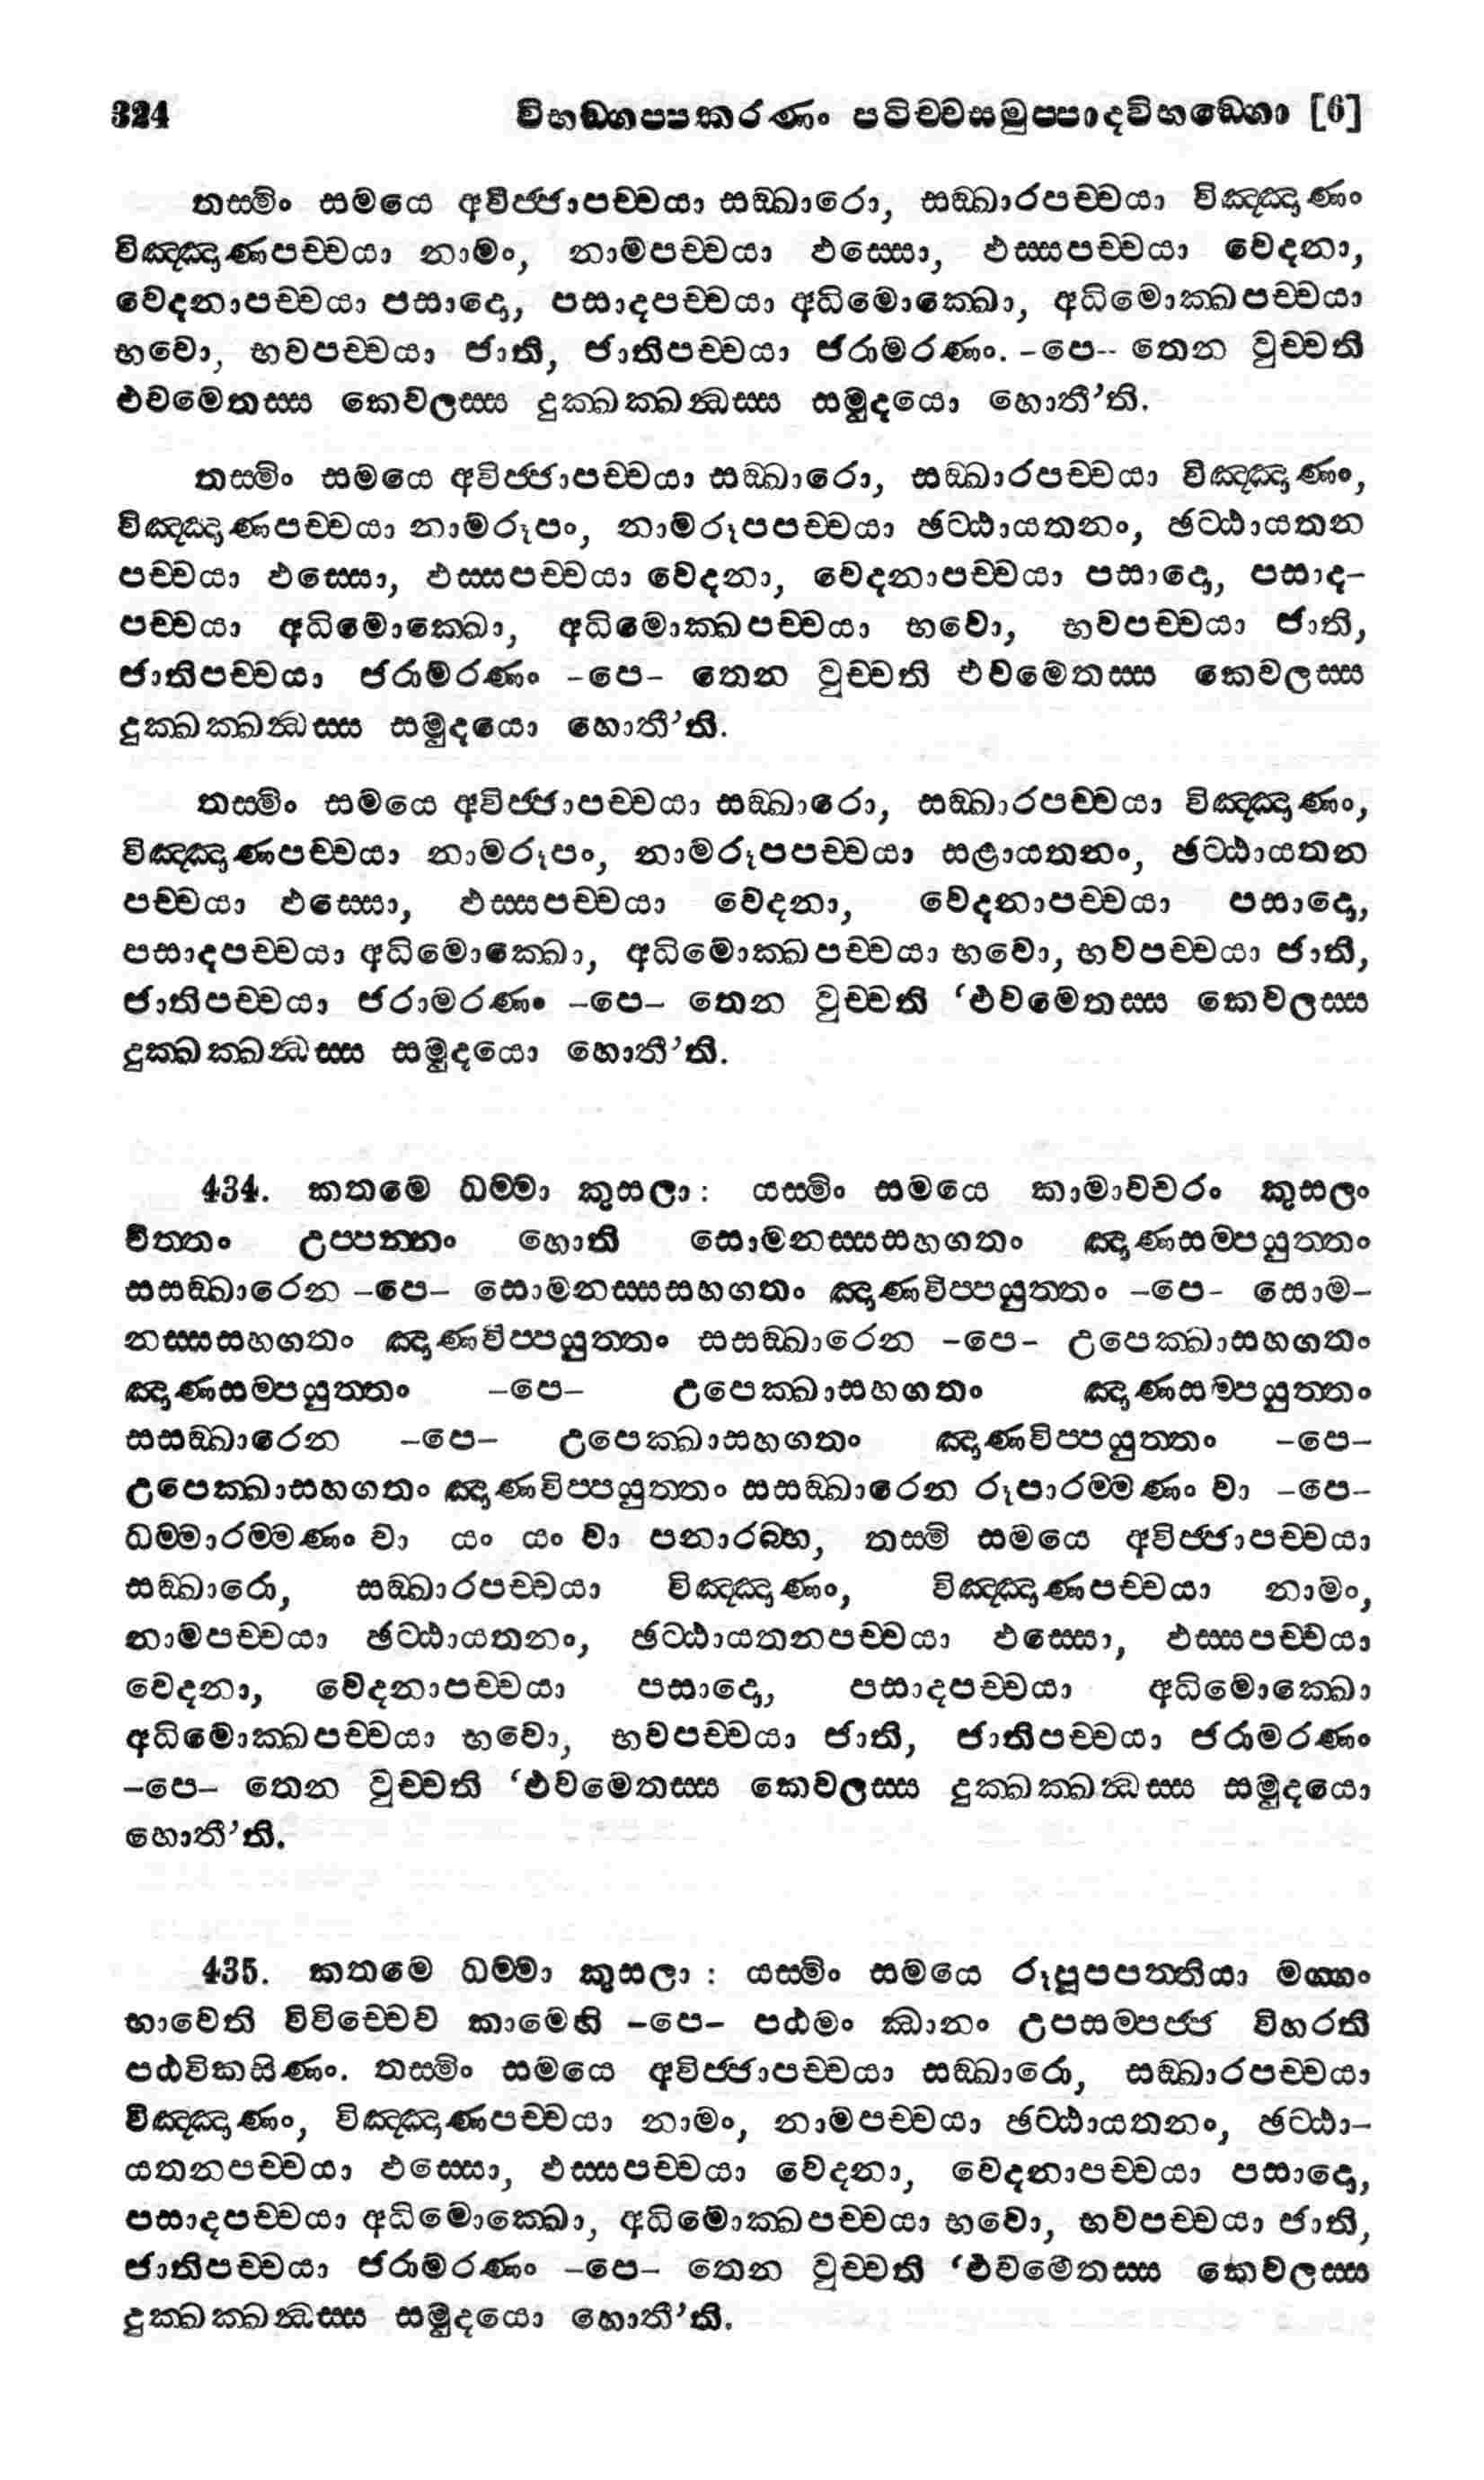 324 විභඞ්ගප්පකරණං පටිච්චසමුප්පාදවිභඞ්ගො [6]
තස්මිං සමයෙ අවිජ්ජාපච්චයා සඞ්ඛාරො, සඞ්ඛාරපච්චයා විඤ්ඤාණං
විඤ්ඤාණපච්චයා නාමං, නාමපච්චයා ඵස්සො, ඵස්සපච්චයා වේදනා,
වේදනාපච්චයා පසාදො, පසාදපච්චයා අධිමොක්ඛො, අධිමොක්ඛපච්චයා
භවො, භවපච්චයා ජාති, ජාතිපච්චයා ජරාමරණං. –පෙ-- තෙන වුච්චති
එවමෙතස්ස කෙවලස්ස දුක්ඛක්ඛන්ධස්ස සමුදයො හොතී’ති.
තස්මිං සමයෙ අවිජ්ජාපච්චයා සඞ්ඛාරො, සඞ්ඛාරපච්චයා විඤ්ඤාණං,
විඤ්ඤාණපච්චයා නාමරූපං, නාමරූපපච්චයා ඡට්ඨායතනං, ඡට්ඨායතන
පච්චයා ඵස්සො, ඵස්සපච්චයා වේදනා, වේදනාපච්චයා පසාදො, පසාද–
පච්චයා අධිමොක්ඛො, අධිමොක්ඛපච්චයා භවො, භවපච්චයා ජාති,
ජාතිපච්චයා ජරාමරණං –පෙ– තෙන වුච්චති එවමෙතස්ස කෙවලස්ස
දුක්ඛක්ඛන්ධස්ස සමුදයො හොතී’ති.
තස්මිං සමයෙ අවිජ්ජාපච්චයා සඞ්ඛාරො, සඞ්ඛාරපච්චයා විඤ්ඤාණං,
විඤ්ඤාණපච්චයා නාමරූපං, නාමරූපපච්චයා සළායතනං, ඡට්ඨායතන
පච්චයා ඵස්සො, ඵස්සපච්චයා වේදනා, වේදනාපච්චයා පසාදො,
පසාදපච්චයා අධිමොක්ඛො, අධිමොක්ඛපච්චයා භවො, භවපච්චයා ජාති,
ජාතිපච්චයා ජරාමරණං –පෙ– තෙන වුච්චති ‘එවමෙතස්ස කෙවලස්ස
දුක්ඛක්ඛන්ධස්ස සමුදයො හොතී’ති.
434. කතමෙ ධම්මා කුසලා: යස්මිං සමයෙ කාමාවචරං කුසලං
චිත්තං උප්පන්නං හොති සොමනස්සසහගතං ඤාණසම්පයුත්තං
සසඞ්ඛාරෙන –පෙ– සොමනස්සසහගතං ඤාණවිප්පයුත්තං –පෙ– සොම–
නස්සසහගතං ඤාණවිප්පයුත්තං සසඞ්ඛාරෙන –පෙ– උපෙක්ඛාසහගතං
ඤාණසම්පයුත්තං –පෙ– උපෙක්ඛාසහගතං ඤාණසම්පයුත්තං
සසඞ්ඛාරෙන –පෙ– උපෙක්ඛාසහගතං ඤාණවිප්පයුත්තං –පෙ–
උපෙක්ඛාසහගතං ඤාණවිප්පයුත්තං සසඞ්ඛාරෙන රූපාරම්මණං වා –පෙ–
ධම්මාරම්මණං වා යං යං වා පනාරබ්භ, තස්මි සමයෙ අවිජ්ජාපච්චයා
සඞ්ඛාරො, සඞ්ඛාරපච්චයා විඤ්ඤාණං, විඤ්ඤාණපච්චයා නාමං,
නාමපච්චයා ඡට්ඨායතනං, ඡට්ඨායතනපච්චයා ඵස්සො, ඵස්සපච්චයා
වේදනා, වේදනාපච්චයා පසාදො, පසාදපච්චයා අධිමොක්ඛො
අධිමොක්ඛපච්චයා භවො, භවපච්චයා ජාති, ජාතිපච්චයා ජරාමරණං
–පෙ– තෙන වුච්චති ‘එවමෙතස්ස කෙවලස්ස දුක්ඛක්ඛන්ධස්ස සමුදයො
හොතී’ති.
435. කතමෙ ධම්මා කුසලා : යස්මිං සමයෙ රූපූපපත්තියා මග්ගං
භාවෙති විවිච්චෙව කාමෙහි –පෙ– පඨමං ඣානං උපසම්පජ්ජ විහරති
පඨවිකසිණං. තස්මිං සමයෙ අවිජ්ජාපච්චයා සඞ්ඛාරො, සඞ්ඛාරපච්චයා
විඤ්ඤාණං, විඤ්ඤාණපච්චයා නාමං, නාමපච්චයා ඡට්ඨායතනං, ඡට්ඨා–
යතනපච්චයා ඵස්සො, ඵස්සපච්චයා වේදනා, වේදනාපච්චයා පසාදො,
පසාදපච්චයා අධිමොක්ඛො, අධිමොක්ඛපච්චයා භවො, භවපච්චයා ජාති,
ජාතිපච්චයා ජරාමරණං –පෙ– තෙන වුච්චති ‘එවමෙතස්ස කෙවලස්ස
දුක්ඛක්ඛන්ධස්ස සමුදයො හොතී’ති.